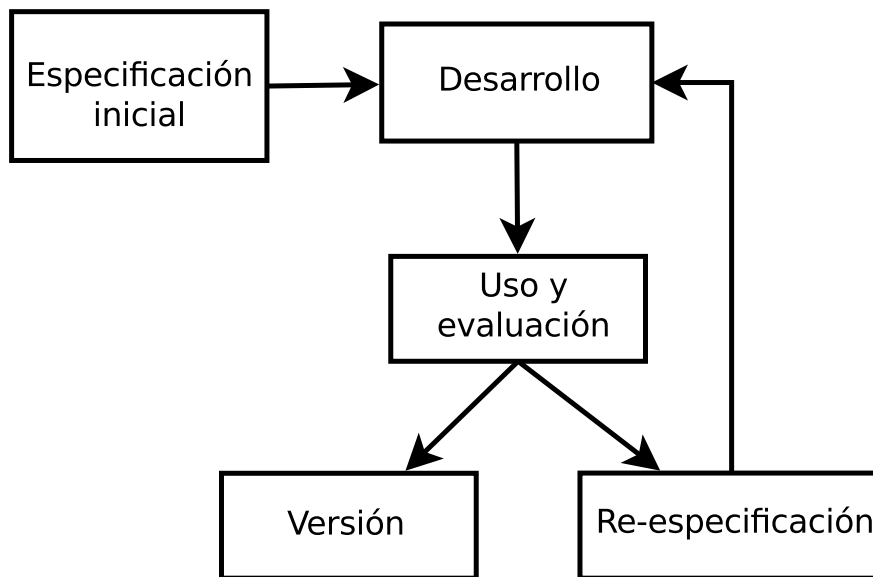 Especificación
inicial
Desarrollo
Uso y
evaluación
Versión
Re-especificación